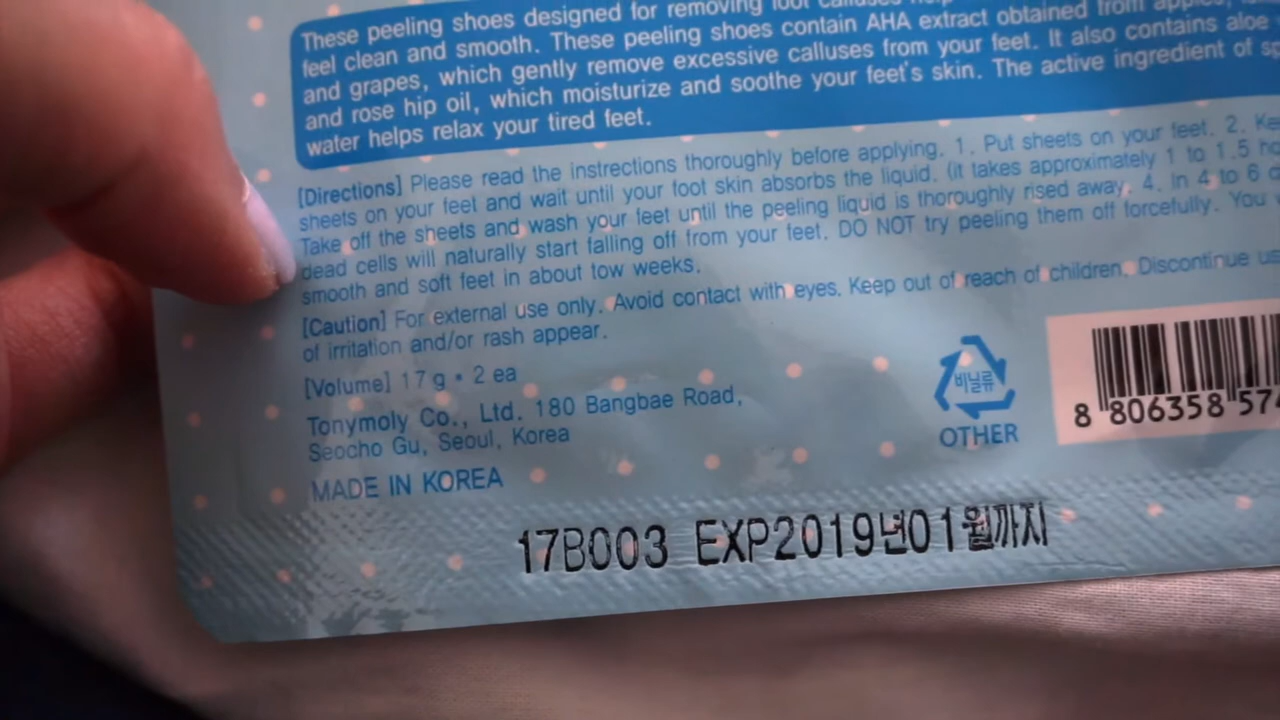 These peeling shoes designed for removing foot
feel clean and smooth. These peeling shoes contain AHA extract obtained from
and grapes, which gently remove excessive calluses from your feet. It also contains aloe
and rose hip oil, which moisturize and soothe your feet's skin. The active ingredient of
water helps relax your tired feet.
[Directions] Please read the instrections thoroughly before applying. 1. Put sheets on your feet. 2.
sheets on your feet and wait until your foot skin absorbs the liquid. (it takes approximately 1 to 1.5
Take off the sheets and wash your feet until the peeling liquid is thoroughly rised away. 4. In 4 to 6
dead cells will naturally start falling off from your feet. DO NOT try peeling them off forcefully. You
smooth and soft feet in about tow weeks.
[Caution] For external use only. Avoid contact with eyes. Keep out of reach of children. Discontinue
of irritation and/or rash appear.
[Volume] 17 g * 2 ea
Tonymoly Co., Ltd. 180 Bangbae Road,
Seocho Gu, Seoul, Korea
MADE IN KOREA
비닐류
OTHER
8 806358 574
17B003 EXP2019년01월까지